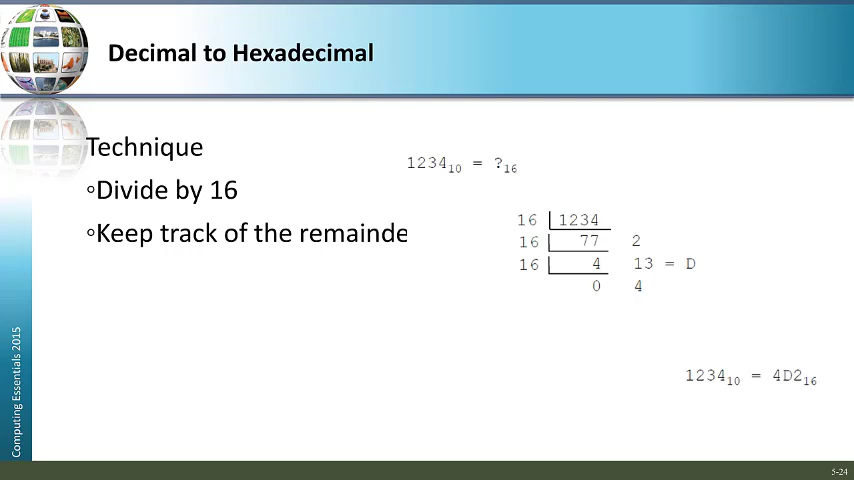 Decimal to Hexadecimal
Technique
◦Divide by 16
◦Keep track of the remainde
1234₁₀ = ?₁₆
16 1234
16 77 2
16 4 13 = D
0 4
1234₁₀ = 4D2₁₆
Computing Essentials 2015
5-24